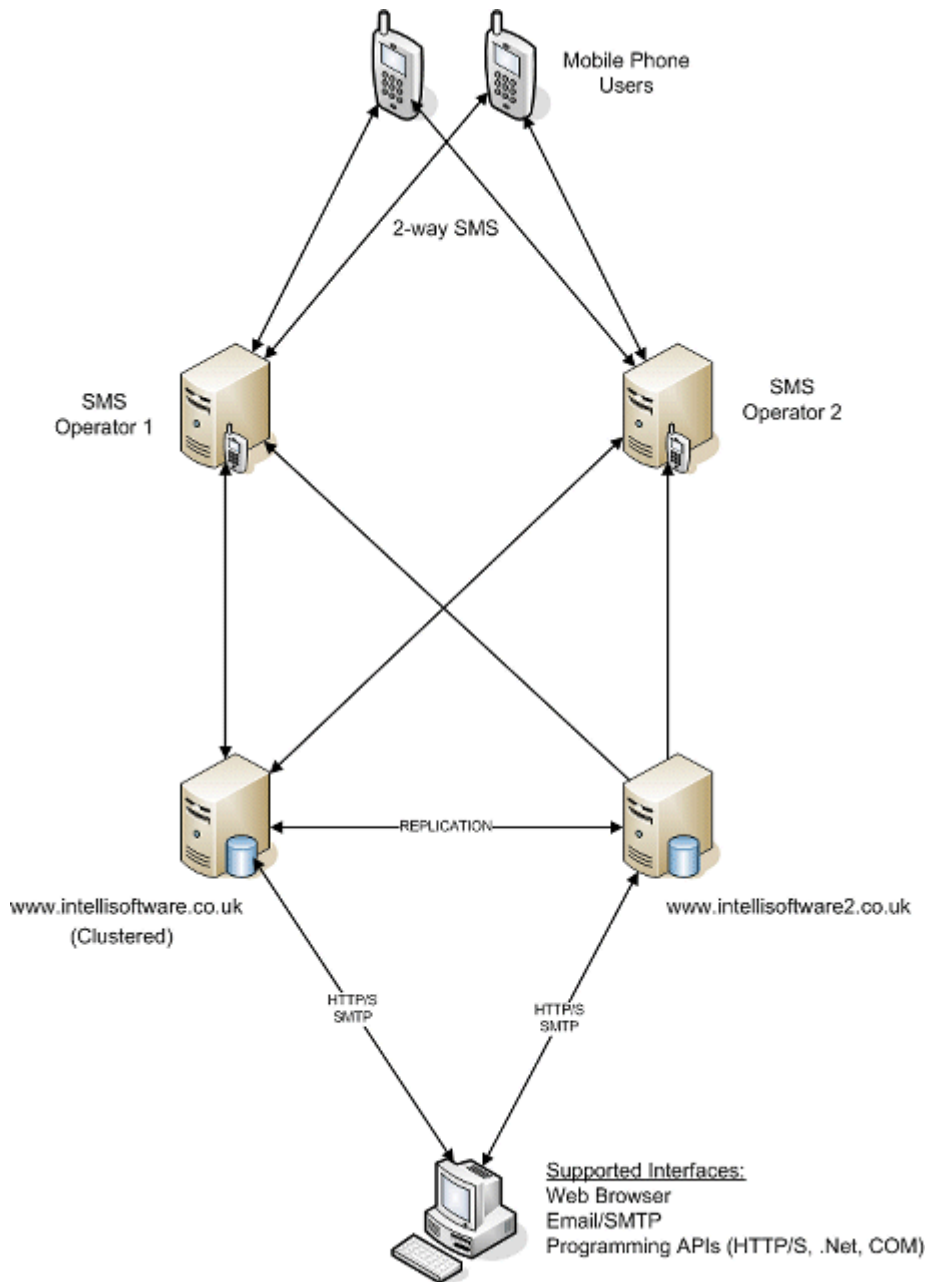 Mobile Phone
Users
2-way SMS
SMS
Operator 1
SMS
Operator 2
REPLICATION
www.intellisoftware.co.uk
(Clustered)
www.intellisoftware2.co.uk
HTTP/S
SMTP
HTTP/S
SMTP
Supported Interfaces:
Web Browser
Email/SMTP
Programming APIs (HTTP/S, .Net, COM)